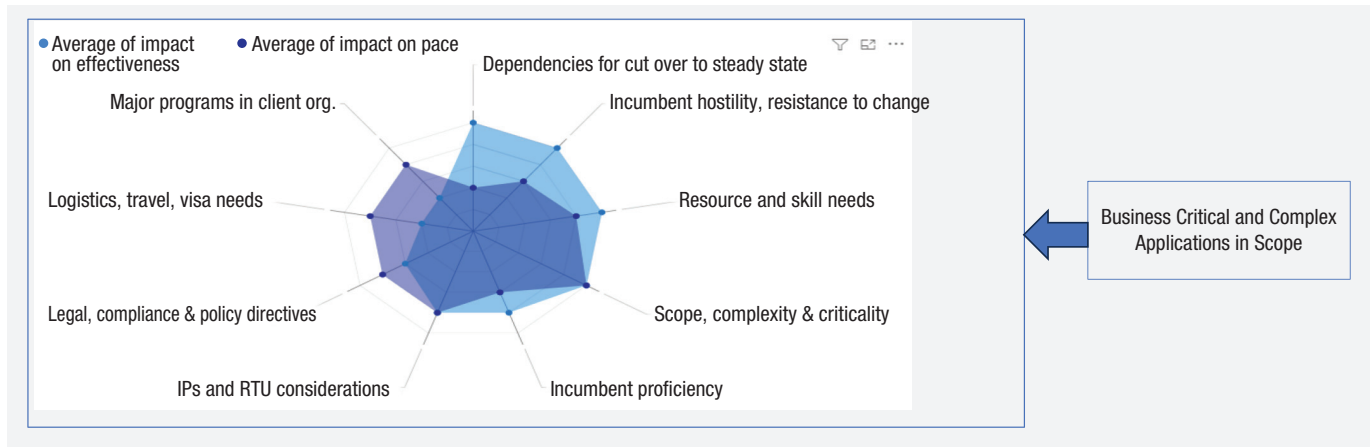 Average of impact
on effectiveness
Average of impact on pace
Dependencies for cut over to steady state
Major programs in client org.
Incumbent hostility, resistance to change
Logistics, travel, visa needs
Resource and skill needs
Legal, compliance & policy directives
Scope, complexity & criticality
IPs and RTU considerations
Incumbent proficiency
Business Critical and Complex
Applications in Scope